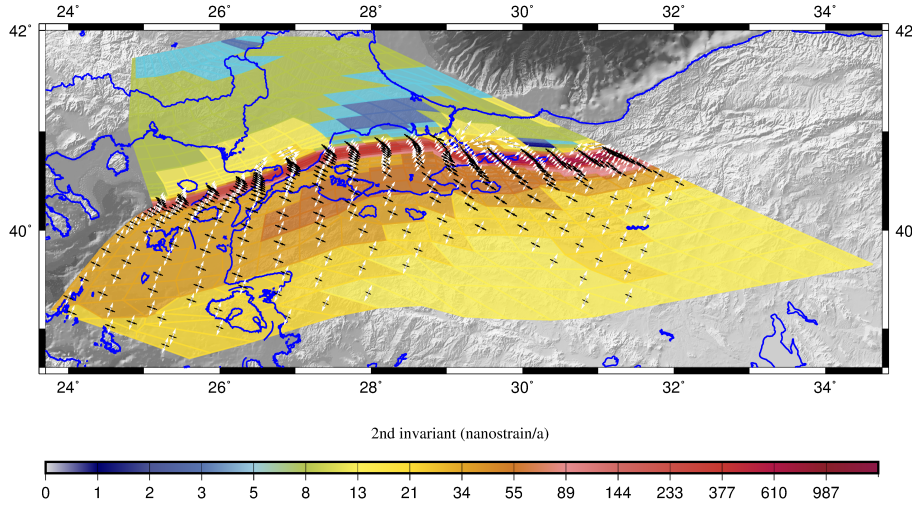 24˚ 26˚ 28˚ 30˚ 32˚ 34˚
42˚ 42˚
40˚ 40˚
24˚ 26˚ 28˚ 30˚ 32˚ 34˚
2nd invariant (nanostrain/a)
0 1 2 3 5 8 13 21 34 55 89 144 233 377 610 987